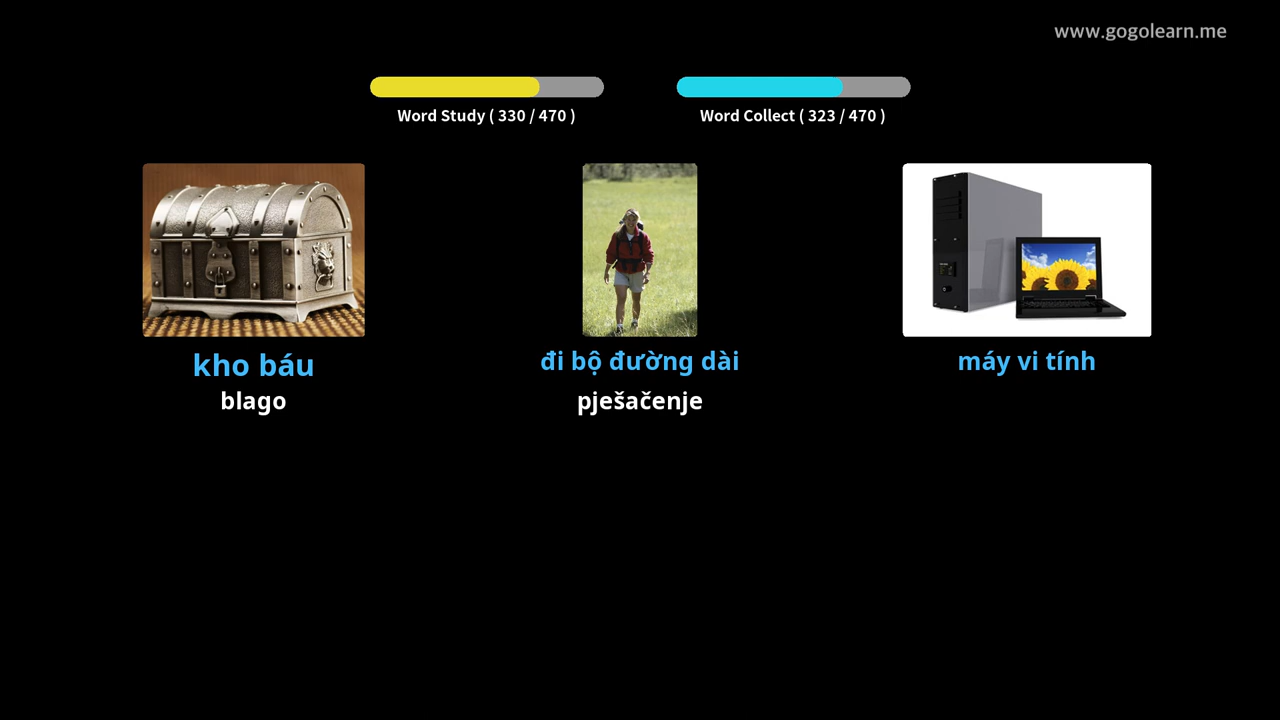 www.gogolearn.me
Word Study ( 330 / 470 )
Word Collect ( 323 / 470 )
kho báu
đi bộ đường dài
máy vi tính
blago
pješačenje